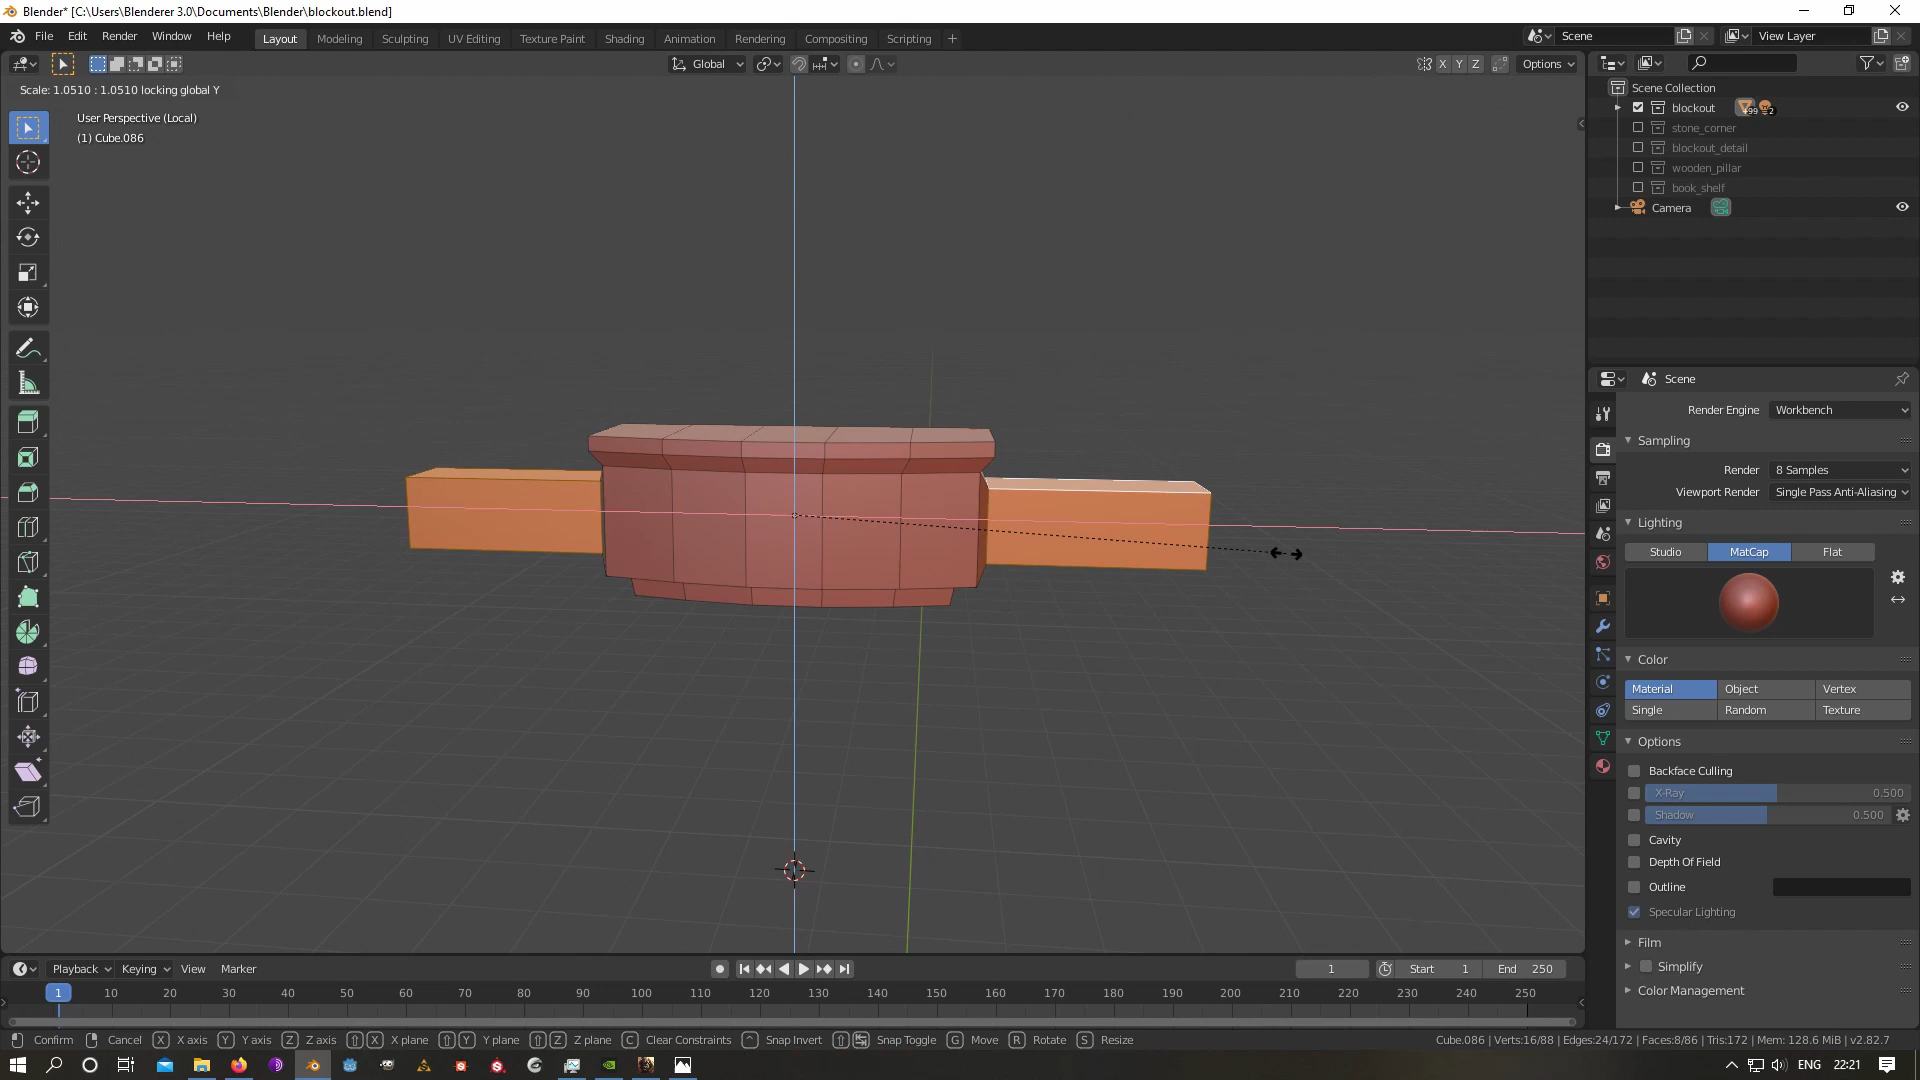 Blender* [C:\Users\Blenderer 3.0\Documents\Blender\blockout.blend]
File Edit Render Window Help Layout Modeling Sculpting UV Editing Texture Paint Shading Animation Rendering Compositing Scripting Scene View Layer
Global X Y Z Options
Scale: 1.0510 : 1.0510 locking global Y
User Perspective (Local)
(1) Cube.086
Scene Collection
blockout +99 2
stone_corner
blockout_detail
wooden_pillar
book_shelf
Camera
Scene
Render Engine Workbench
Sampling
Render 8 Samples
Viewport Render Single Pass Anti-Aliasing
Lighting
Studio MatCap Flat
Color
Material Object Vertex
Single Random Texture
Options
Backface Culling
X-Ray 0.500
Shadow 0.500
Cavity
Depth Of Field
Outline
Specular Lighting
Film
Simplify
Color Management
Playback Keying View Marker 1 Start 1 End 250
1 10 20 30 40 50 60 70 80 90 100 110 120 130 140 150 160 170 180 190 200 210 220 230 240 250
Confirm Cancel X X axis Y Y axis Z Z axis X X plane Y Y plane Z Z plane C Clear Constraints Snap Invert Snap Toggle G Move R Rotate S Resize Cube.086 | Verts:16/88 | Edges:24/172 | Faces:8/86 | Tris:172 | Mem: 128.6 MiB | v2.82.7
ENG 22:21